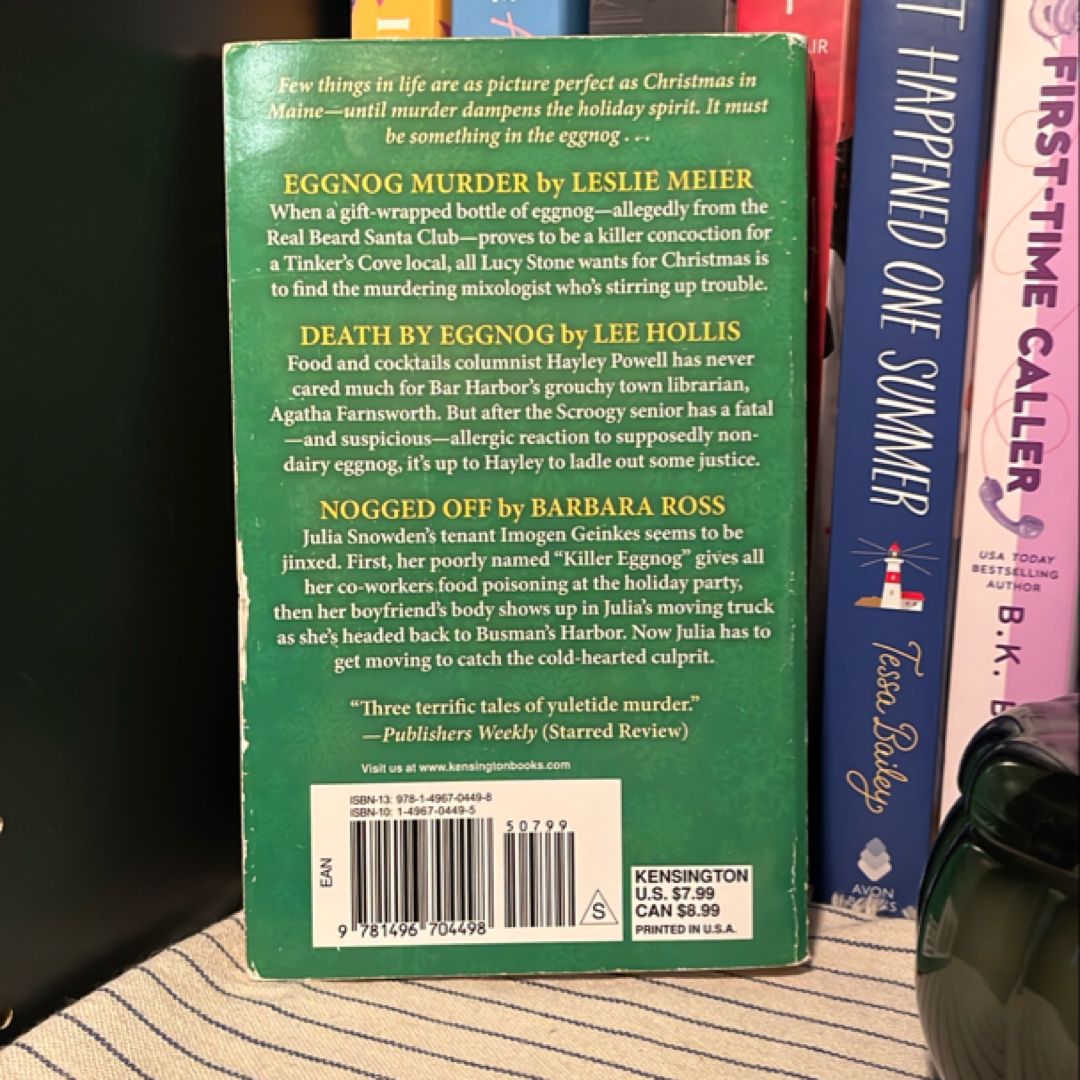 Few things in life are as picture perfect as Christmas in
Maine—until murder dampens the holiday spirit. It must
be something in the eggnog . . .
EGGNOG MURDER by LESLIE MEIER
When a gift-wrapped bottle of eggnog—allegedly from the
Real Beard Santa Club—proves to be a killer concoction for
a Tinker's Cove local, all Lucy Stone wants for Christmas is
to find the murdering mixologist who's stirring up trouble.
DEATH BY EGGNOG by LEE HOLLIS
Food and cocktails columnist Hayley Powell has never
cared much for Bar Harbor's grouchy town librarian,
Agatha Farnsworth. But after the Scroogy senior has a fatal
—and suspicious—allergic reaction to supposedly non-
dairy eggnog, it's up to Hayley to ladle out some justice.
NOGGED OFF by BARBARA ROSS
Julia Snowden's tenant Imogen Geinkes seems to be
jinxed. First, her poorly named "Killer Eggnog" gives all
her co-workers food poisoning at the holiday party,
then her boyfriend's body shows up in Julia's moving truck
as she's headed back to Busman's Harbor. Now Julia has to
get moving to catch the cold-hearted culprit.
"Three terrific tales of yuletide murder."
—Publishers Weekly (Starred Review)
Visit us at www.kensingtonbooks.com
ISBN-13: 978-1-4967-0449-8
ISBN-10: 1-4967-0449-5
50799
EAN
S
9 781496 704498
KENSINGTON
U.S. $7.99
CAN $8.99
PRINTED IN U.S.A.
T HAPPENED ONE SUMMER
Tessa Bailey
AVON
FIRST-TIME CALLER
USA TODAY
BESTSELLING
AUTHOR
B.K.